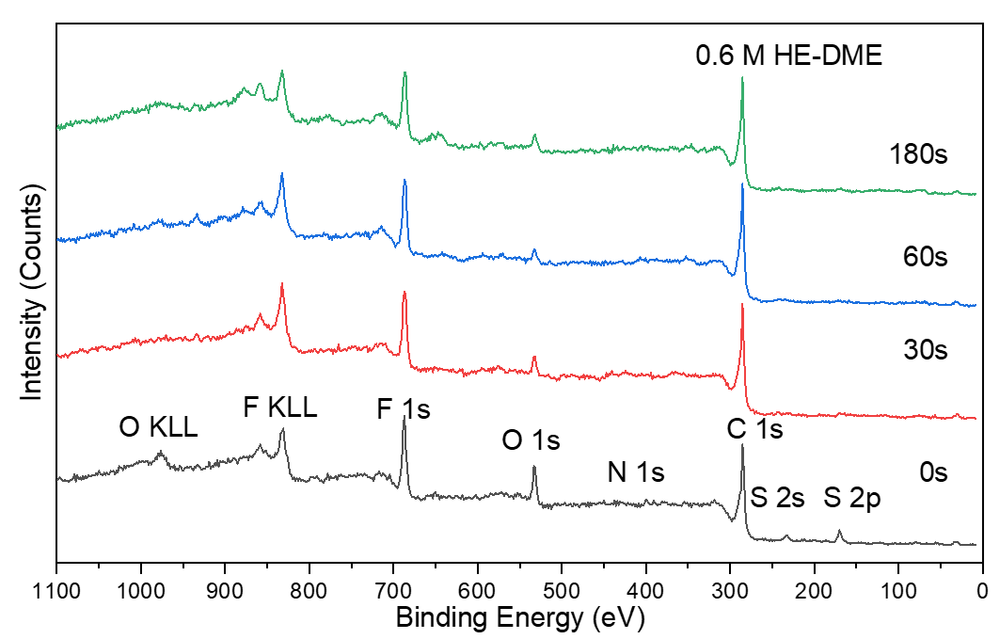 0.6 M HE-DME
180s
60s
30s
0s
O KLL
F KLL
F 1s
O 1s
N 1s
C 1s
S 2s
S 2p
Intensity (Counts)
1100 1000 900 800 700 600 500 400 300 200 100 0
Binding Energy (eV)